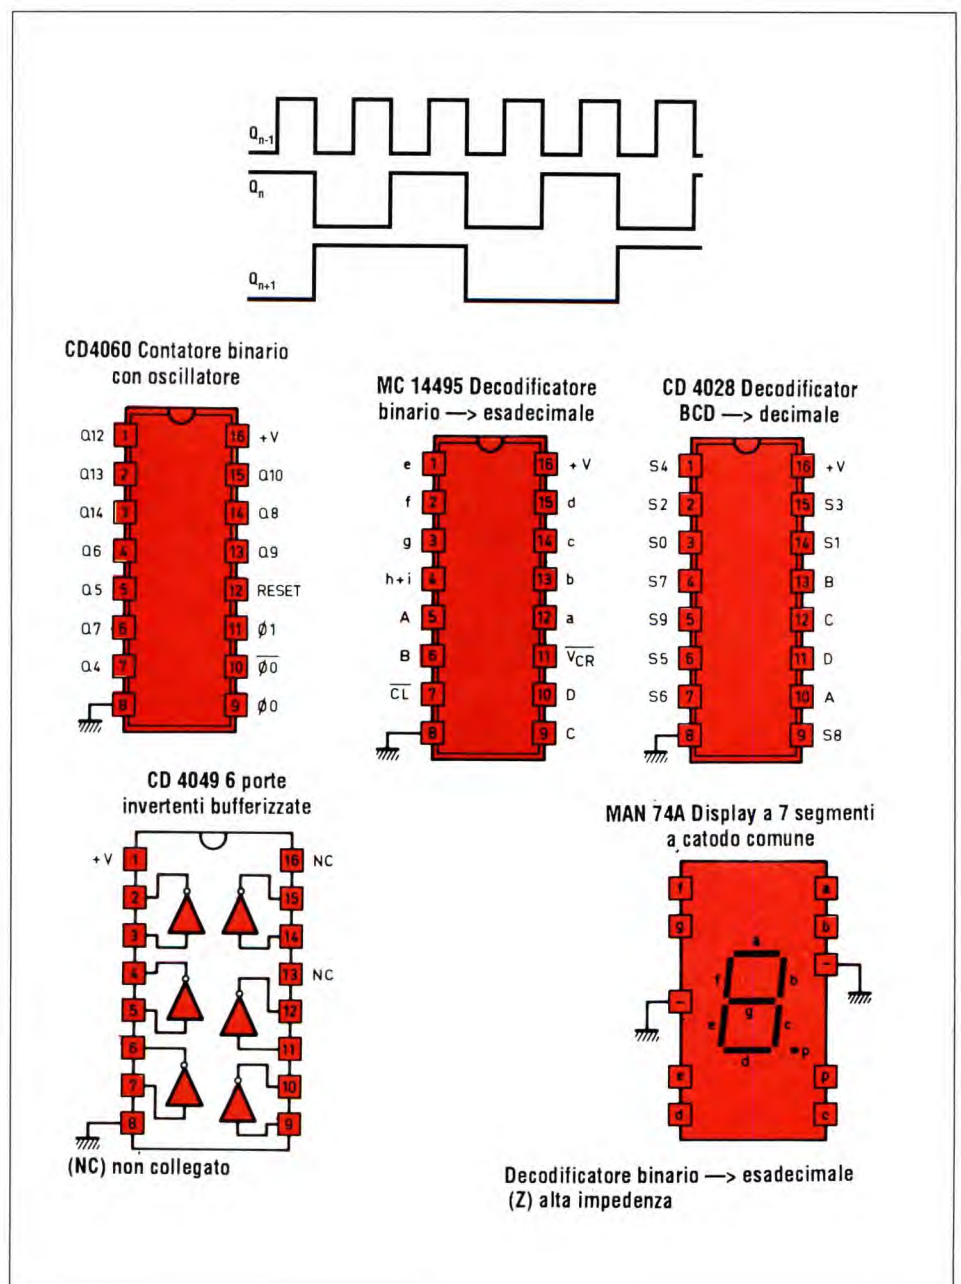 Qn-1
Qn
Qn+1
CD4060 Contatore binario
con oscillatore
Q12 1 16 +V
Q13 2 15 Q10
Q14 3 14 Q8
Q6 4 13 Q9
Q5 5 12 RESET
Q7 6 11 ϕ1
Q4 7 10 ϕ0
8 9 ϕ0
MC 14495 Decodificatore
binario —> esadecimale
e 1 16 +V
f 2 15 d
g 3 14 c
h+i 4 13 b
A 5 12 a
B 6 11 VCR
CL 7 10 D
8 9 C
CD 4028 Decodificator
BCD —> decimale
S4 1 16 +V
S2 2 15 S3
S0 3 14 S1
S7 4 13 B
S9 5 12 C
S5 6 11 D
S6 7 10 A
8 9 S8
CD 4049 6 porte
invertenti bufferizzate
+V 1 16 NC
2 15
3 14
4 13 NC
5 12
6 11
7 10
8 9
(NC) non collegato
MAN 74A Display a 7 segmenti
a catodo comune
f a
g b
a
f b
g
e c
d p
e p
d c
Decodificatore binario —> esadecimale
(Z) alta impedenza